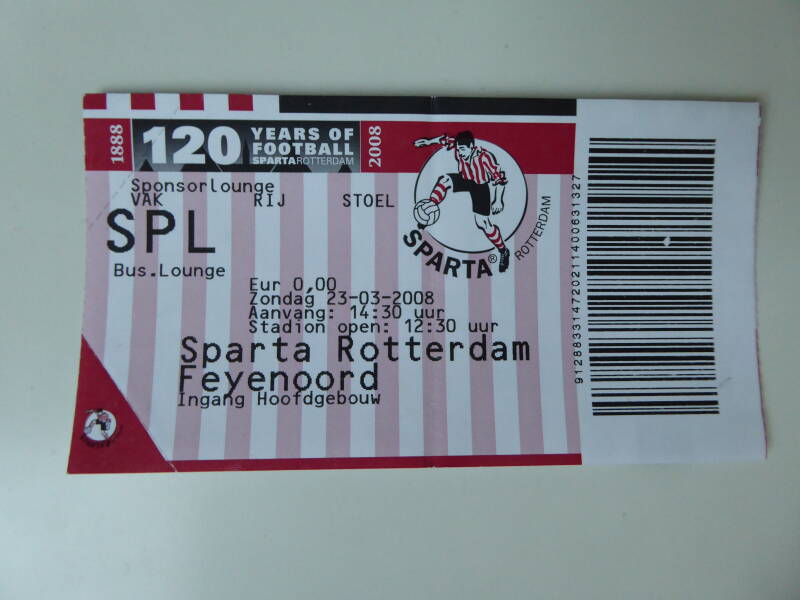 1888
120 YEARS OF
FOOTBALL
SPARTAROTTERDAM
2008
Sponsorlounge
VAK RIJ STOEL
SPL
Bus.Lounge
Eur 0,00
Zondag 23-03-2008
Aanvang: 14:30 uur
Stadion open: 12:30 uur
Sparta Rotterdam
Feyenoord
Ingang Hoofdgebouw
SPARTA®
ROTTERDAM
9128833147202114006313​27